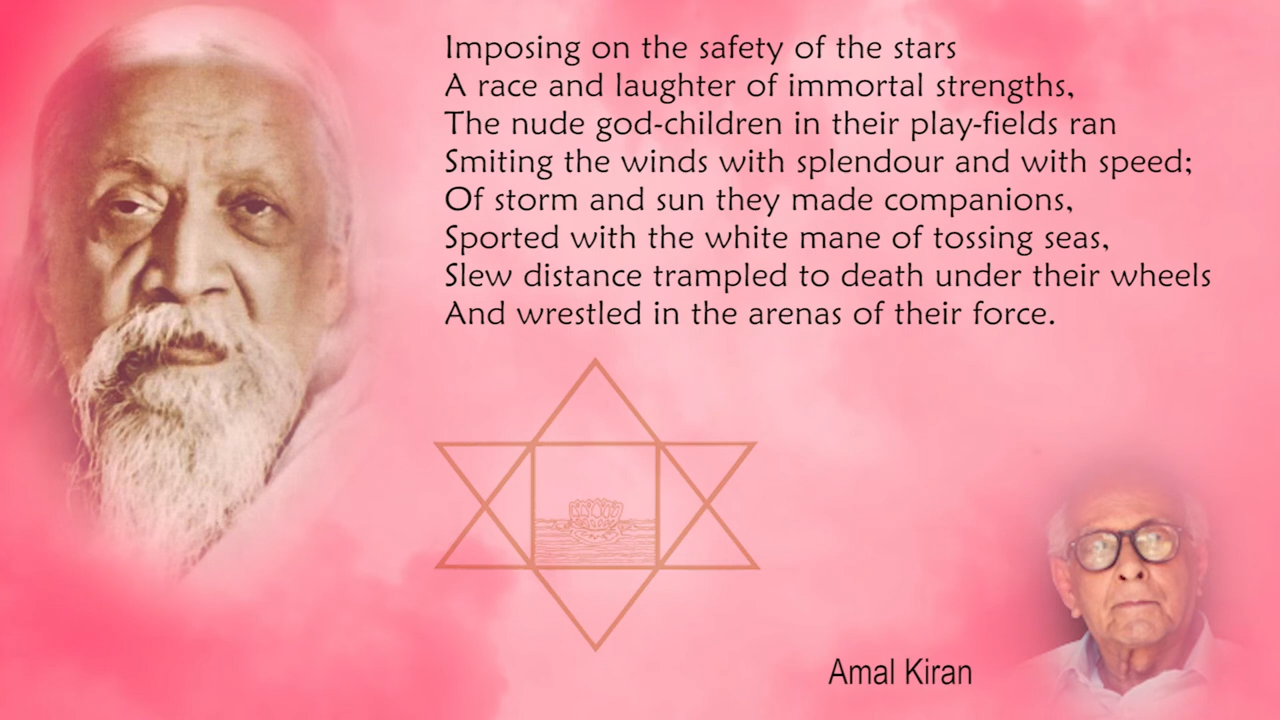 Imposing on the safety of the stars
A race and laughter of immortal strengths,
The nude god-children in their play-fields ran
Smiting the winds with splendour and with speed;
Of storm and sun they made companions,
Sported with the white mane of tossing seas,
Slew distance trampled to death under their wheels
And wrestled in the arenas of their force.
Amal Kiran